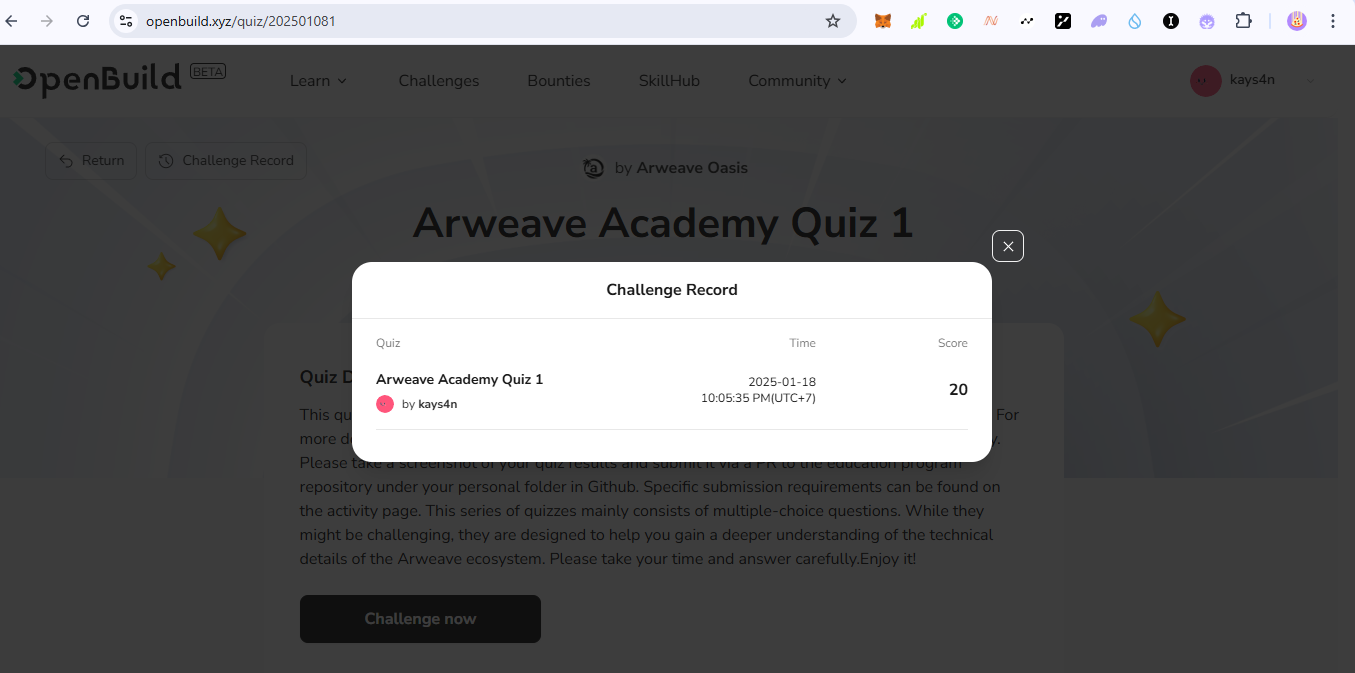 openbuild.xyz/quiz/202501081
OpenBuild BETA
Learn
Challenges
Bounties
SkillHub
Community
kays4n
Return
Challenge Record
by Arweave Oasis
Arweave Academy Quiz 1
Challenge Record
Quiz Time Score
Arweave Academy Quiz 1
by kays4n
2025-01-18
10:05:35 PM(UTC+7)
20
Quiz D
This qu
For
more d
y.
Please take a screenshot of your quiz results and submit it via a PR to the education program
repository under your personal folder in Github. Specific submission requirements can be found on
the activity page. This series of quizzes mainly consists of multiple-choice questions. While they
might be challenging, they are designed to help you gain a deeper understanding of the technical
details of the Arweave ecosystem. Please take your time and answer carefully.Enjoy it!
Challenge now